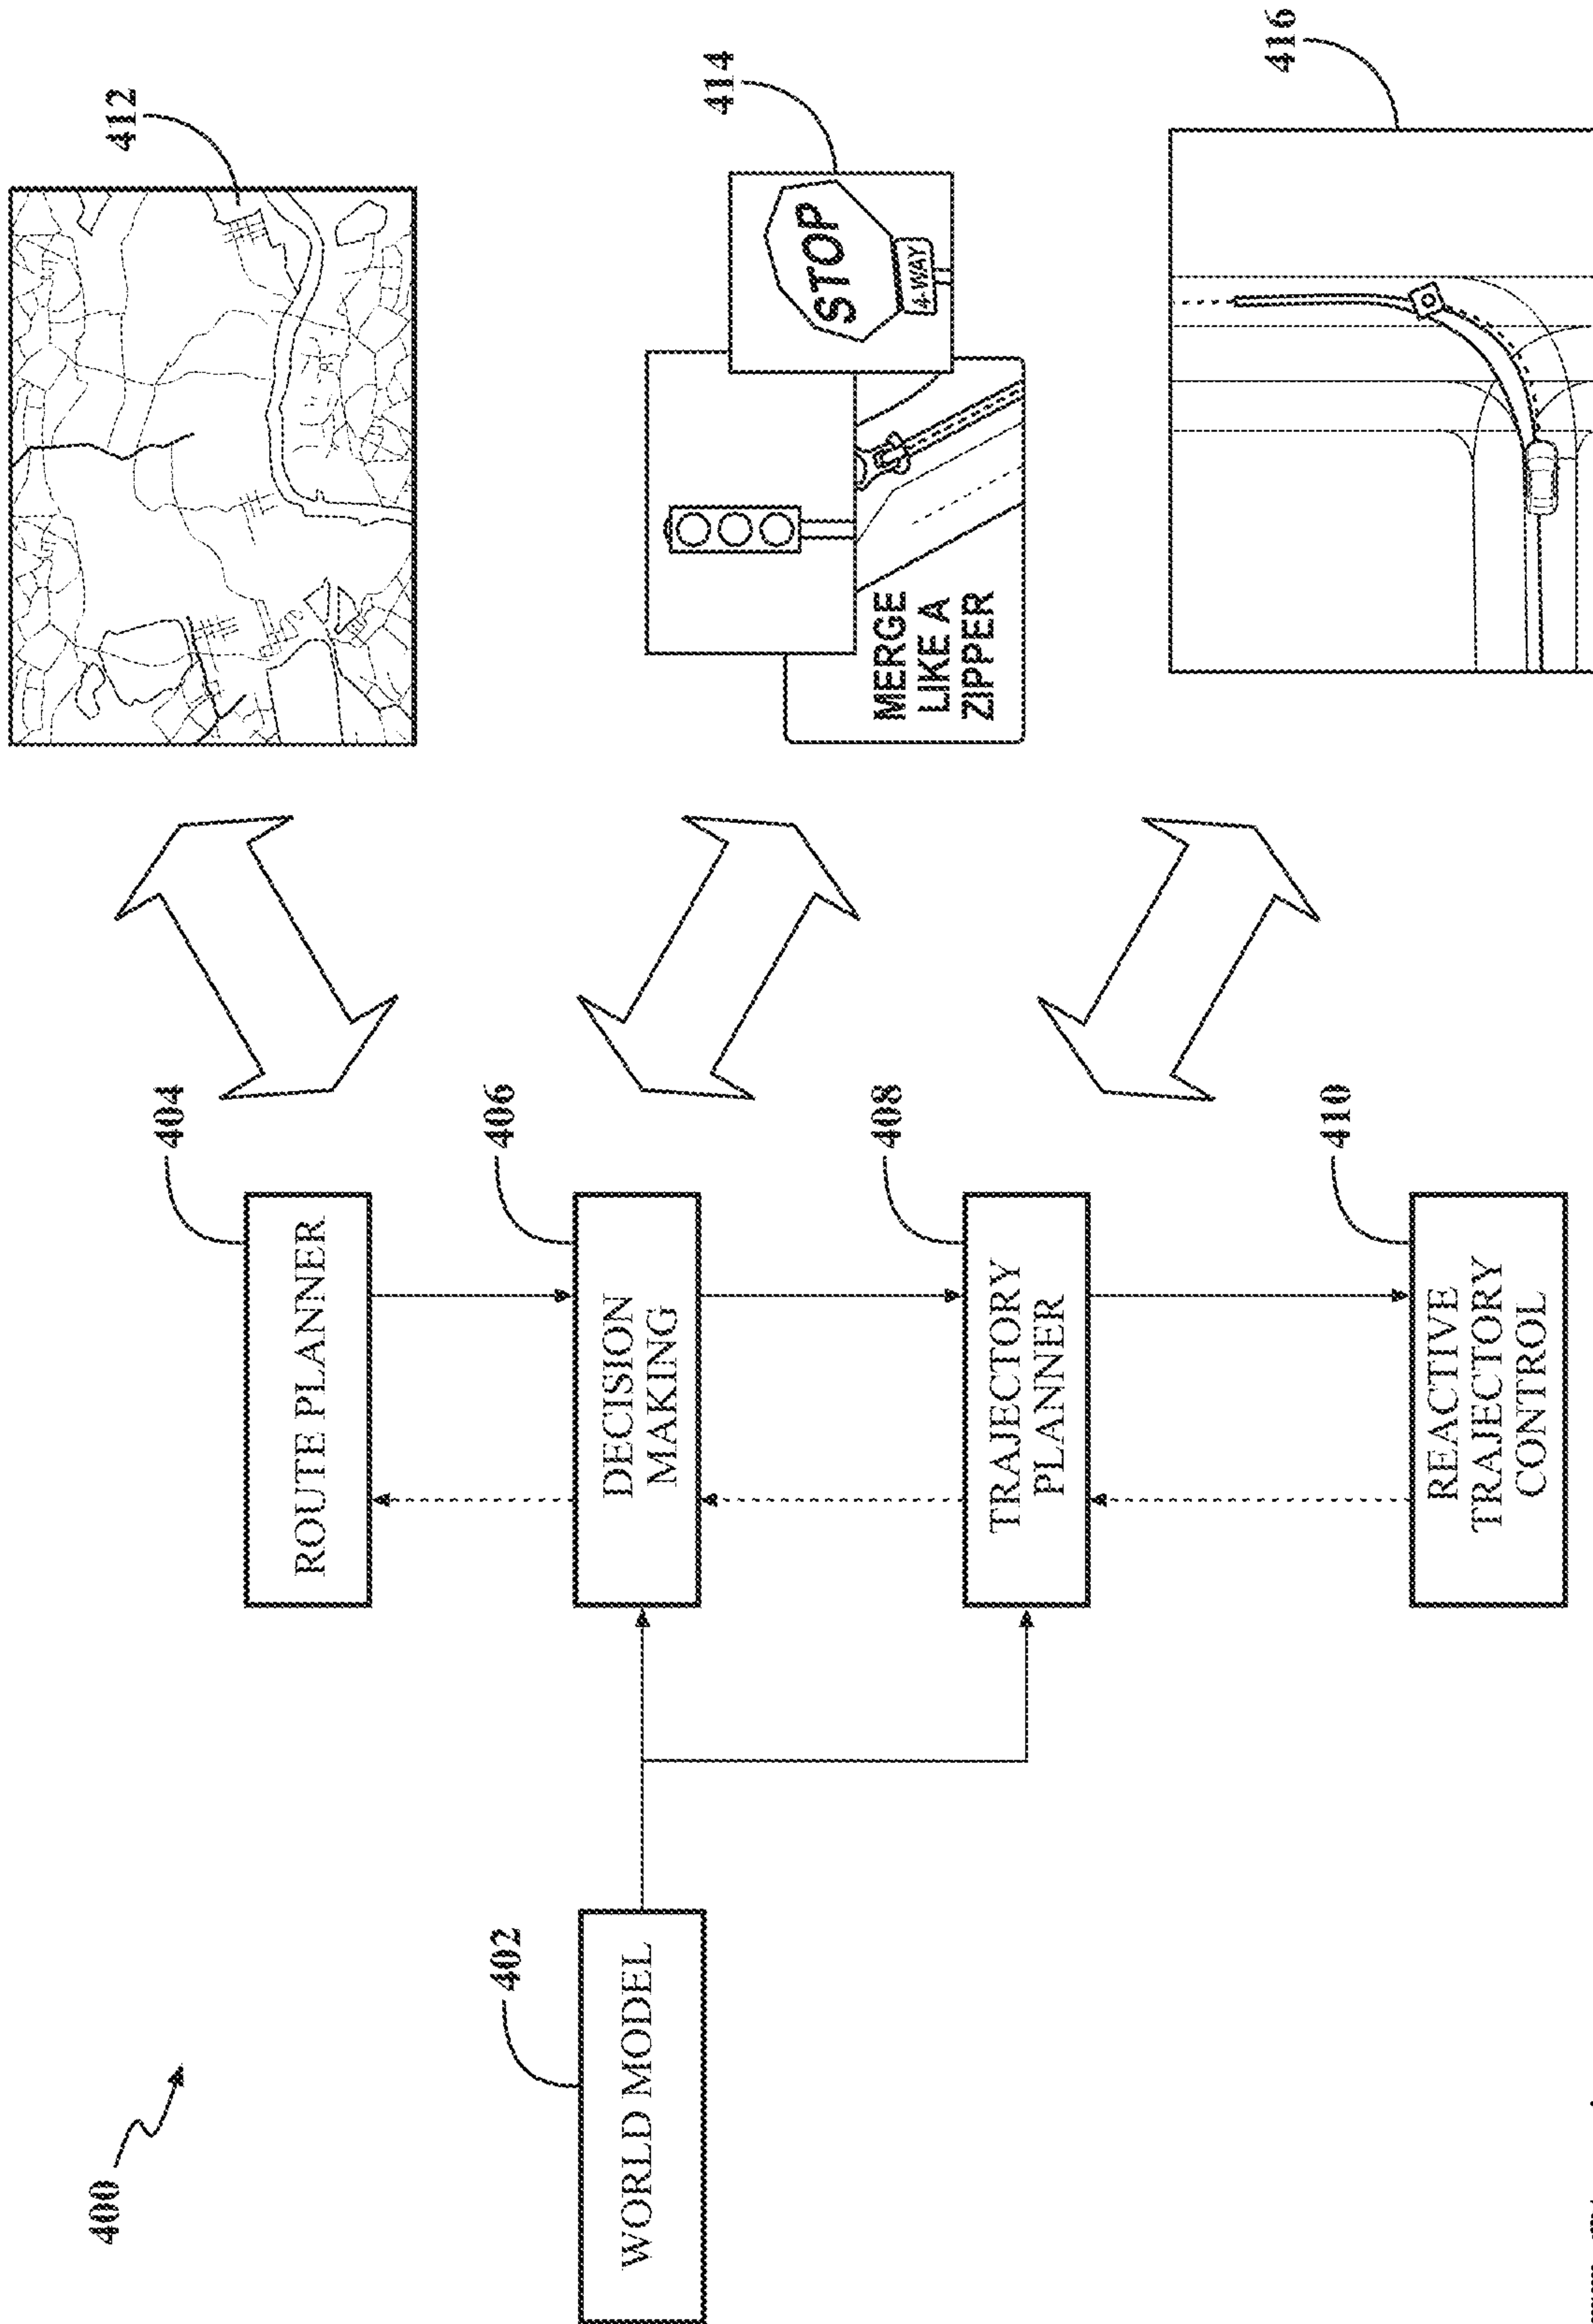 400
402
WORLD MODEL
404
ROUTE PLANNER
406
DECISION
MAKING
408
TRAJECTORY
PLANNER
410
REACTIVE
TRAJECTORY
CONTROL
412
414
STOP
4-WAY
MERGE
LIKE A
ZIPPER
416